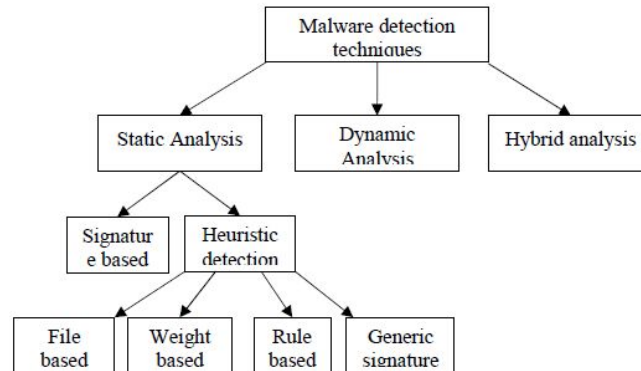 Malware detection
techniques
Static Analysis
Dynamic
Analysis
Hybrid analysis
Signatur
e based
Heuristic
detection
File
based
Weight
based
Rule
based
Generic
signature